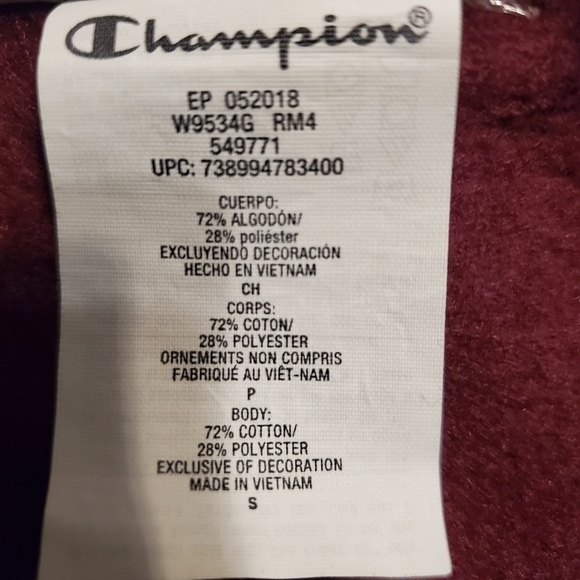 Champion®
EP 052018
W9534G RM4
549771
UPC: 738994783400
CUERPO:
72% ALGODÓN/
28% poliéster
EXCLUYENDO DECORACIÓN
HECHO EN VIETNAM
CH
CORPS:
72% COTON/
28% POLYESTER
ORNEMENTS NON COMPRIS
FABRIQUÉ AU VIÊT-NAM
P
BODY:
72% COTTON/
28% POLYESTER
EXCLUSIVE OF DECORATION
MADE IN VIETNAM
S